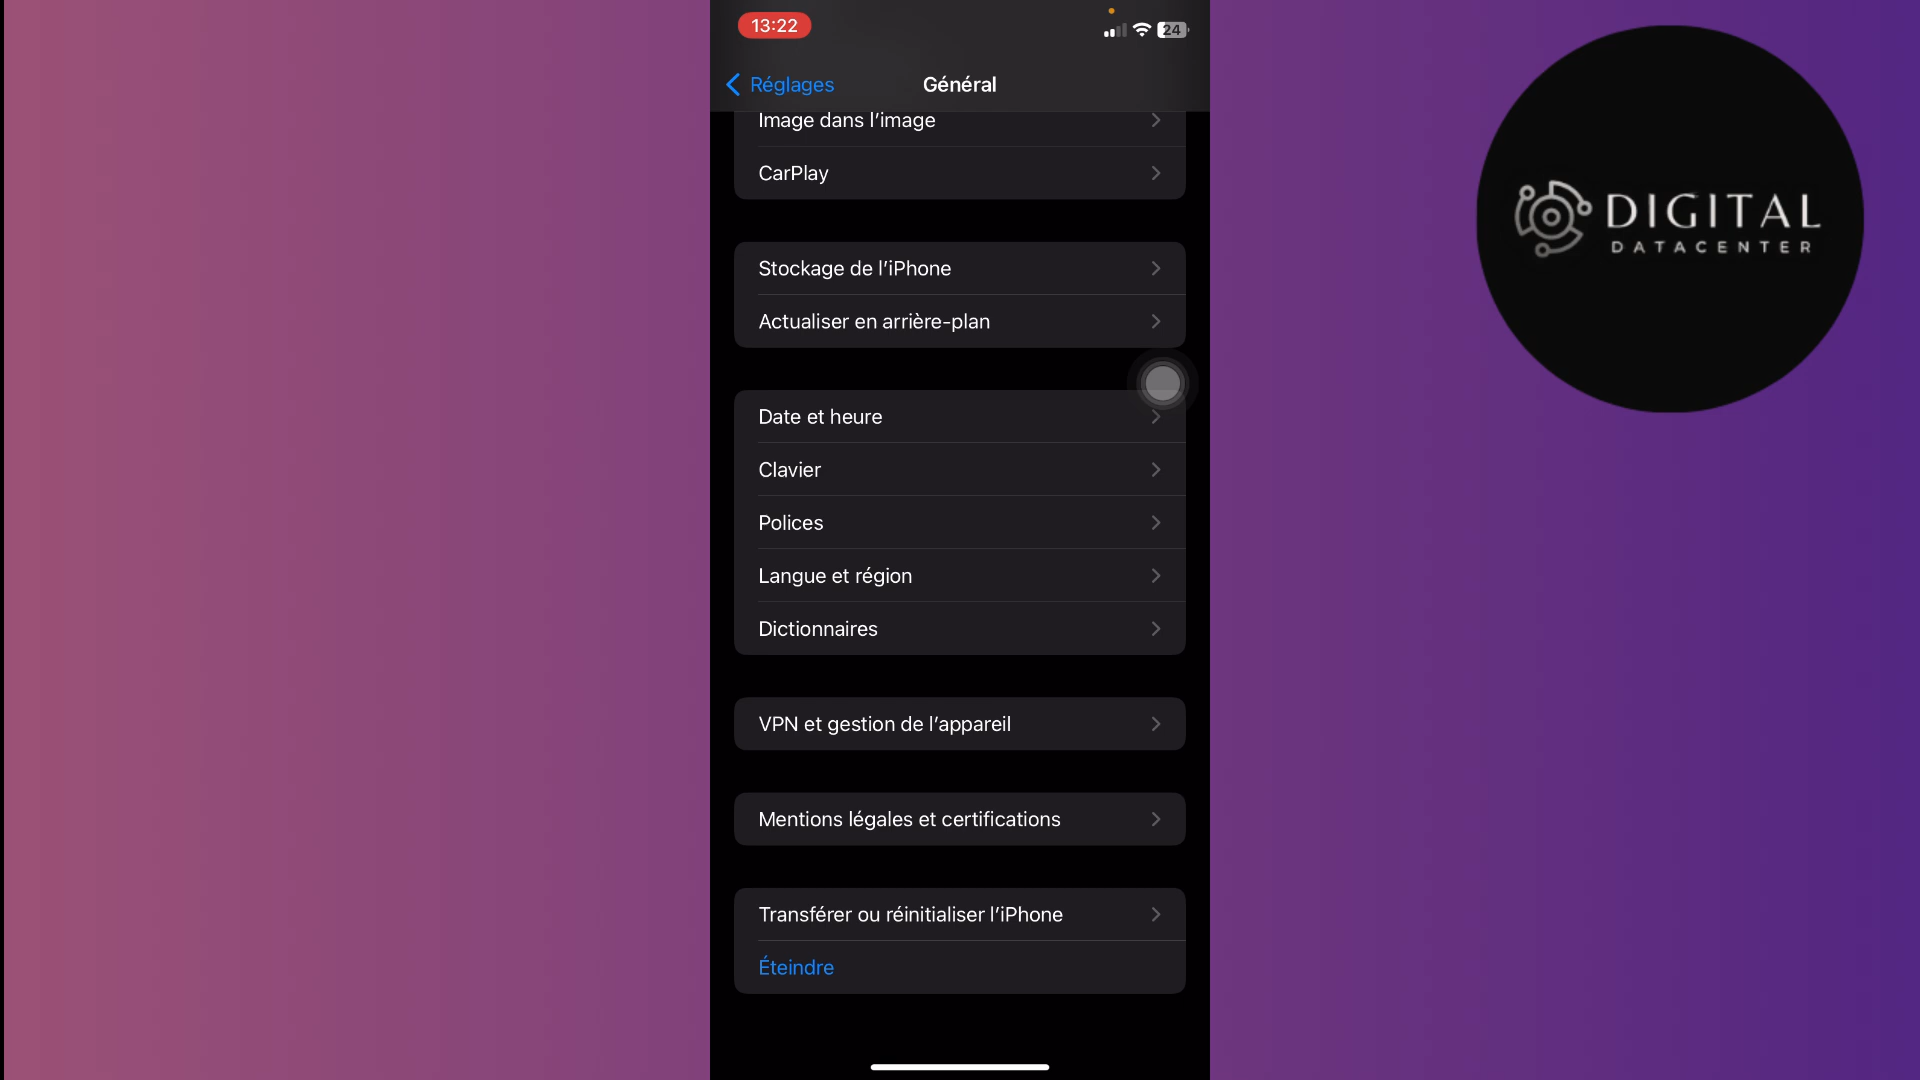 13:22
24
Réglages
Général
Image dans l’image
CarPlay
Stockage de l’iPhone
Actualiser en arrière-plan
Date et heure
Clavier
Polices
Langue et région
Dictionnaires
VPN et gestion de l’appareil
Mentions légales et certifications
Transférer ou réinitialiser l’iPhone
Éteindre
DIGITAL
DATACENTER